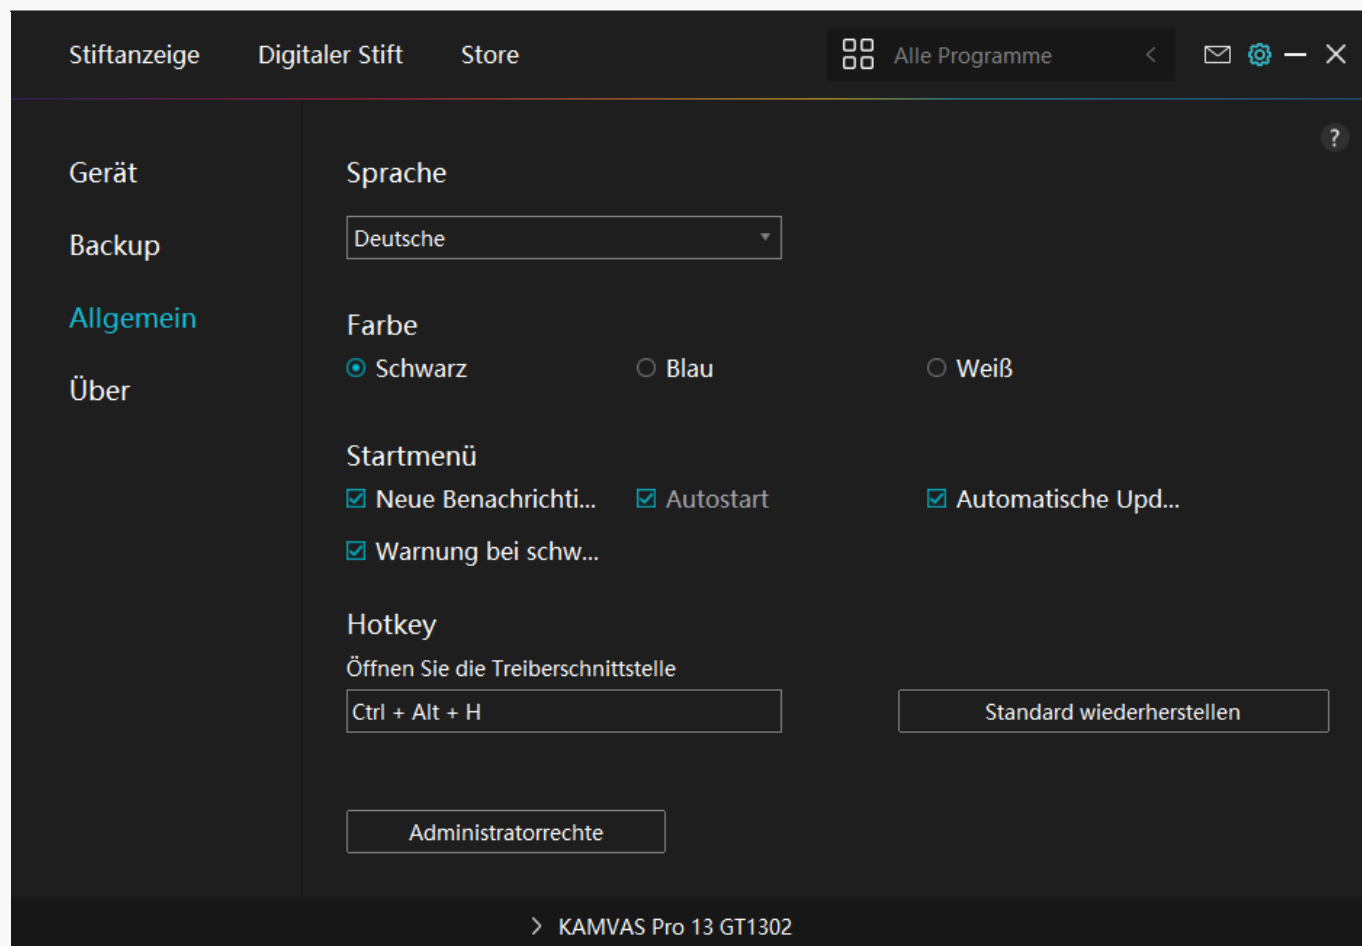 Stiftanzeige Digitaler Stift Store Alle Programme
?
Gerät
Backup
Allgemein
Über
Sprache
Deutsche
Farbe
Schwarz Blau Weiß
Startmenü
Neue Benachrichti... Autostart Automatische Upd...
Warnung bei schw...
Hotkey
Öffnen Sie die Treiberschnittstelle
Ctrl + Alt + H Standard wiederherstellen
Administratorrechte
KAMVAS Pro 13 GT1302